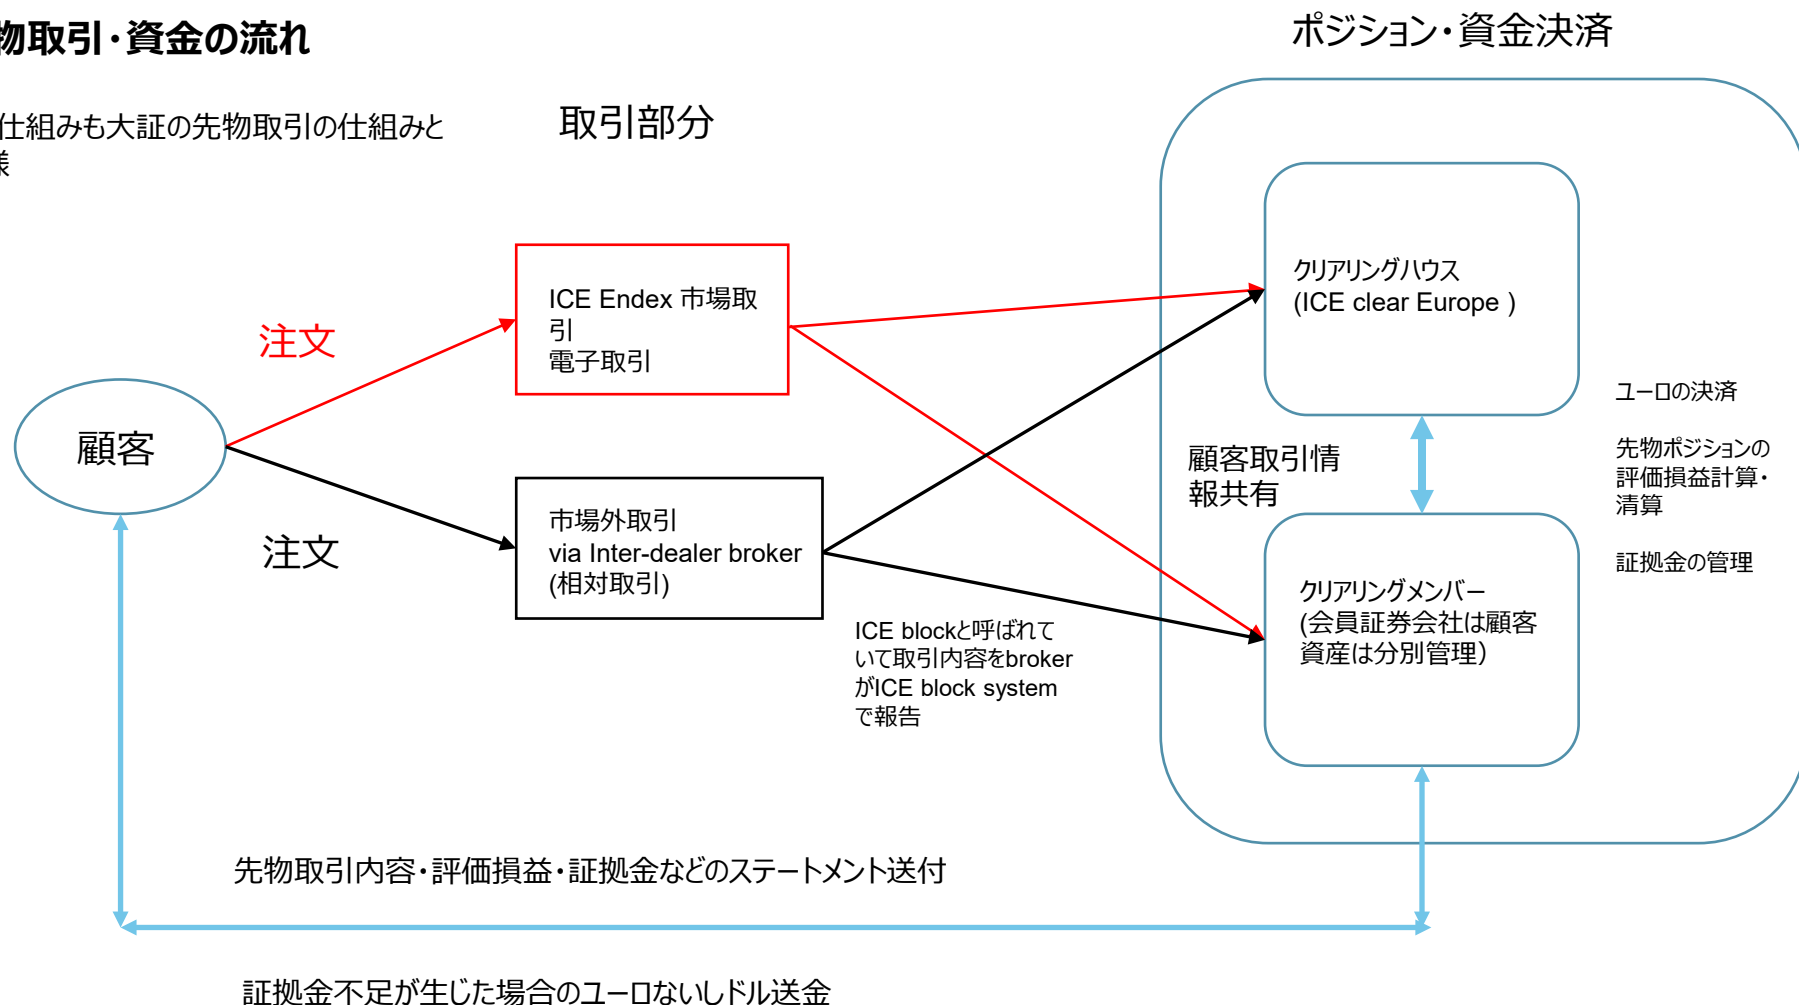 物取引・資金の流れ
ポジション・資金決済
仕組みも大証の先物取引の仕組みと
様
取引部分
ICE Endex 市場取
引
電子取引
クリアリングハウス
(ICE clear Europe )
注文
顧客
ユーロの決済
先物ポジションの
評価損益計算・
清算
証拠金の管理
顧客取引情
報共有
注文
市場外取引
via Inter-dealer broker
(相対取引)
クリアリングメンバー
(会員証券会社は顧客
資産は分別管理）
ICE blockと呼ばれて
いて取引内容をbroker
がICE block system
で報告
先物取引内容・評価損益・証拠金などのステートメント送付
証拠金不足が生じた場合のユーロないしドル送金